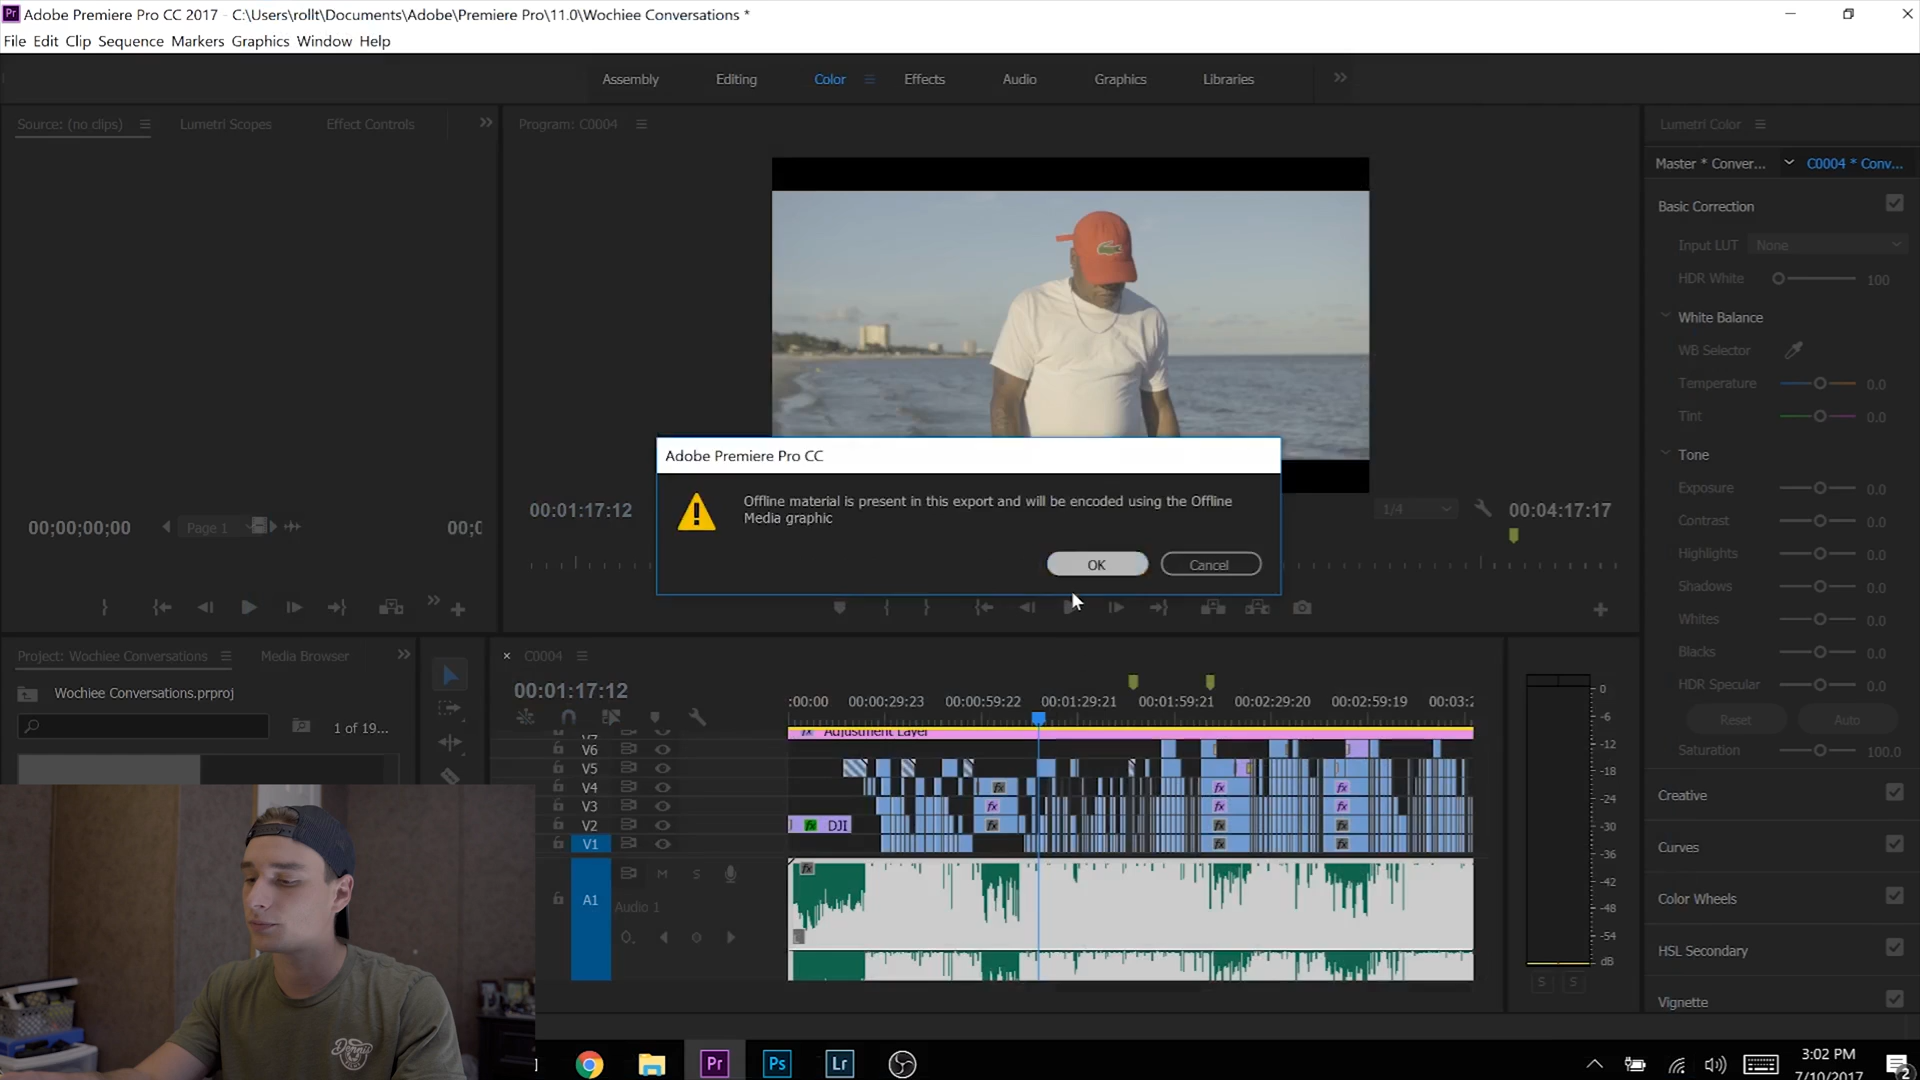 Adobe Premiere Pro CC 2017 - C:\Users\rollt\Documents\Adobe\Premiere Pro\11.0\Wochiee Conversations *
File Edit Clip Sequence Markers Graphics Window Help
Assembly Editing Color Effects Audio Graphics Libraries
Source: (no clips) Lumetri Scopes Effect Controls
Program: C0004
Lumetri Color
Master * Conver... C0004 * Conv...
Basic Correction
Input LUT None
HDR White 100
White Balance
WB Selector
Temperature 0.0
Tint 0.0
Tone
Exposure 0.0
Contrast 0.0
Highlights 0.0
Shadows 0.0
Whites 0.0
Blacks 0.0
HDR Specular 0.0
Reset Auto
Saturation 100.0
Creative
Curves
Color Wheels
HSL Secondary
Vignette
Adobe Premiere Pro CC
Offline material is present in this export and will be encoded using the Offline
Media graphic
OK Cancel
00:01:17:12 1/4 00:04:17:17
00;00;00;00 Page 1 00;0
Project: Wochiee Conversations Media Browser
Wochiee Conversations.prproj
1 of 19...
C0004
00:01:17:12
:00:00 00:00:29:23 00:00:59:22 00:01:29:21 00:01:59:21 00:02:29:20 00:02:59:19 00:03:2
Adjustment Layer
V6
V5
V4
V3
V2 DJI
V1
A1 M S
Audio 1
0
-6
-12
-18
-24
-30
-36
-42
-48
-54
dB
S S
Pr Ps Lr
3:02 PM
7/10/2017
2